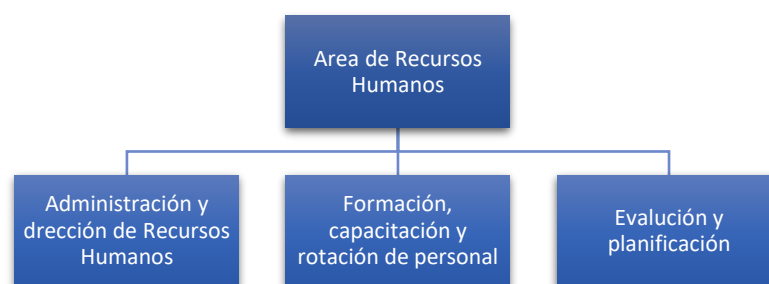 Area de Recursos
Humanos
Administración y
drección de Recursos
Humanos
Formación,
capacitación y
rotación de personal
Evalución y
planificación